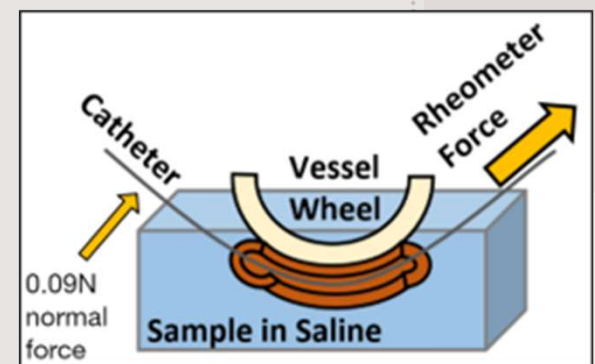 Catheter
Rheometer
Force
Vessel
Wheel
0.09N
normal
force
Sample in Saline